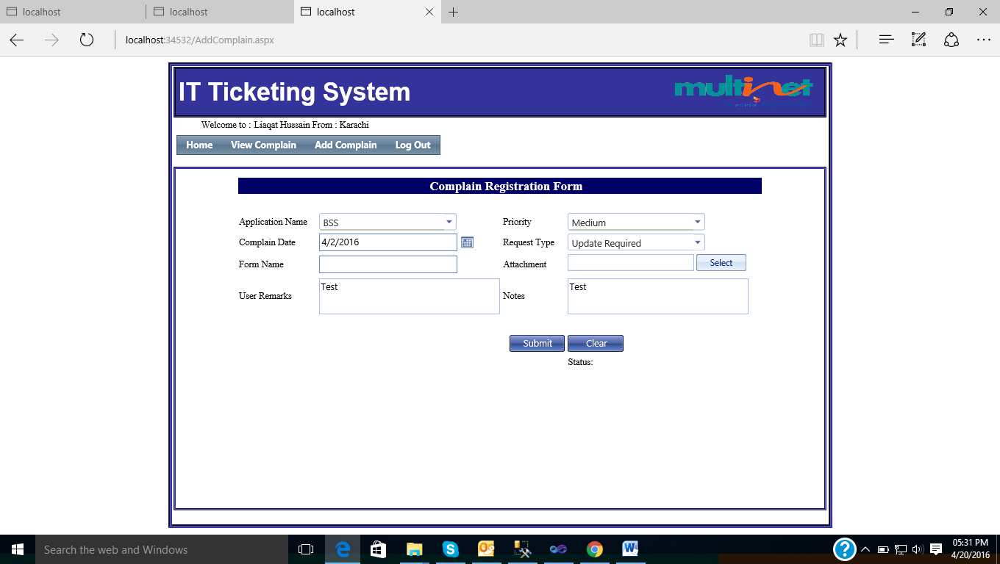 localhost localhost localhost
localhost:34532/AddComplain.aspx
IT Ticketing System multinet
Welcome to : Liaqat Hussain From : Karachi
Home View Complain Add Complain Log Out
Complain Registration Form
Application Name BSS Priority Medium
Complain Date 4/2/2016 Request Type Update Required
Form Name Attachment Select
User Remarks Test Notes Test
Submit Clear
Status:
Search the web and Windows
05:31 PM
4/20/2016